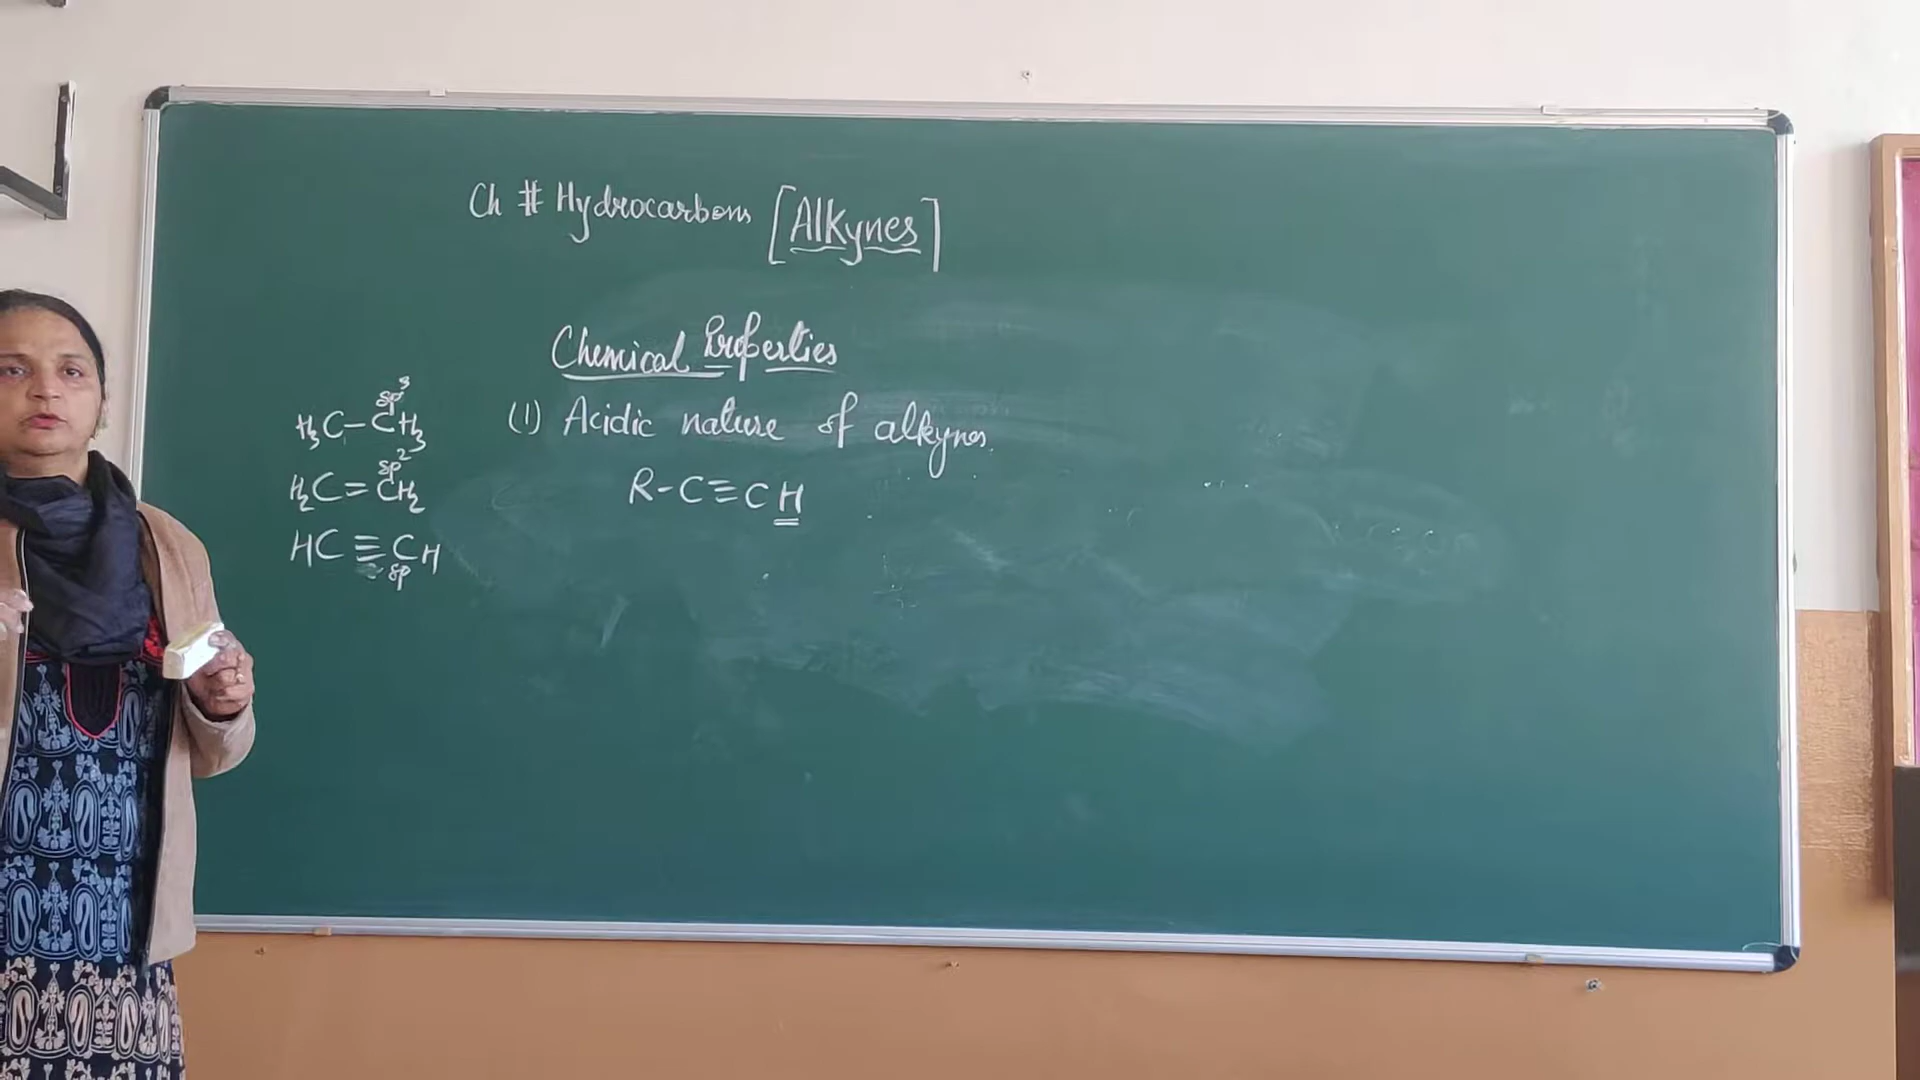 Ch # Hydrocarbons [Alkynes]
Chemical Properties
(1) Acidic nature of alkynes.
R-C≡CH
sp³
H₃C-CH₃
sp²
H₂C=CH₂
HC≡CH
sp